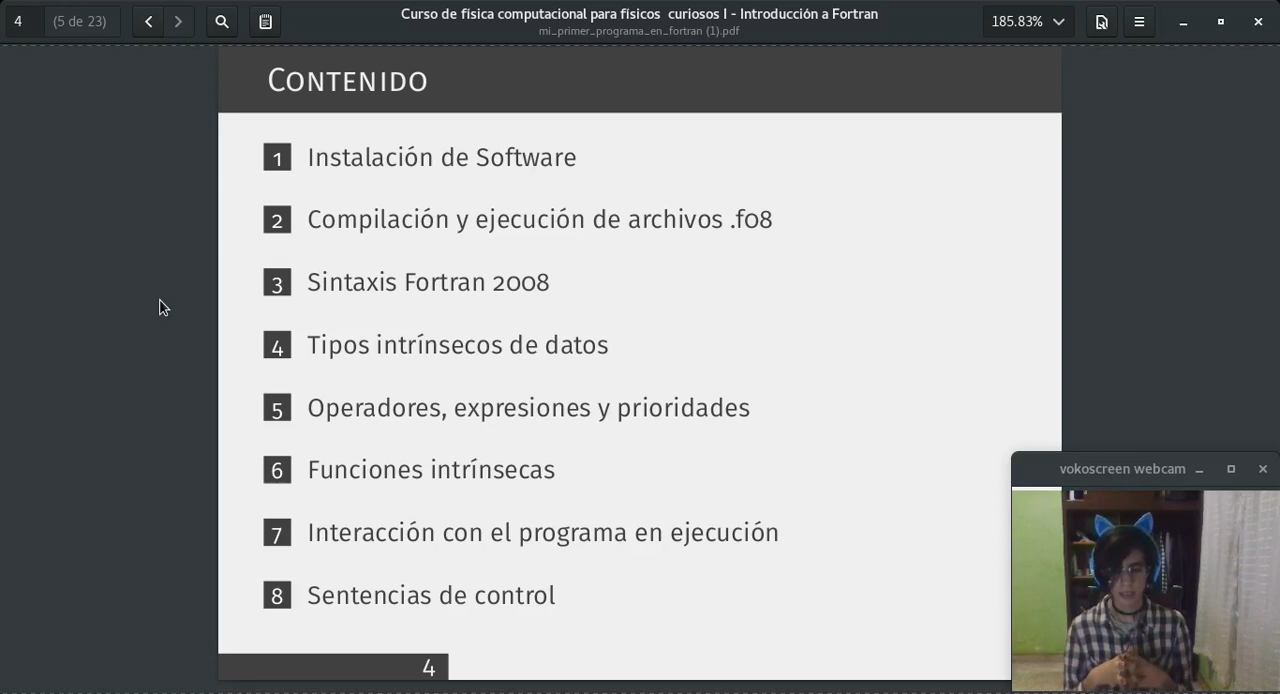 4 (5 de 23)
Curso de fisica computacional para fisicos curiosos I - Introducción a Fortran
mi_primer_programa_en_fortran (1).pdf
185.83%
Contenido
1 Instalación de Software
2 Compilación y ejecución de archivos .f08
3 Sintaxis Fortran 2008
4 Tipos intrínsecos de datos
5 Operadores, expresiones y prioridades
6 Funciones intrínsecas
7 Interacción con el programa en ejecución
8 Sentencias de control
4
vokoscreen webcam